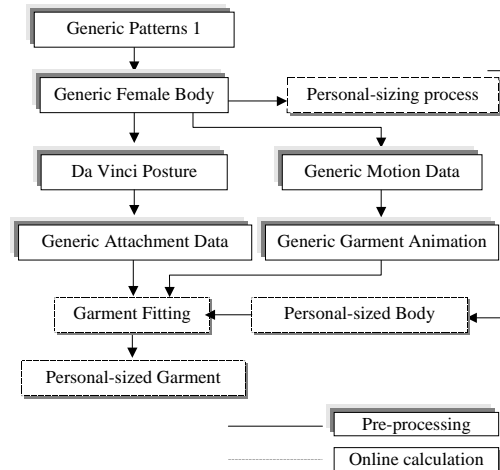 Generic Patterns 1
Generic Female Body
Personal-sizing process
Da Vinci Posture
Generic Motion Data
Generic Attachment Data
Generic Garment Animation
Garment Fitting
Personal-sized Body
Personal-sized Garment
Pre-processing
Online calculation